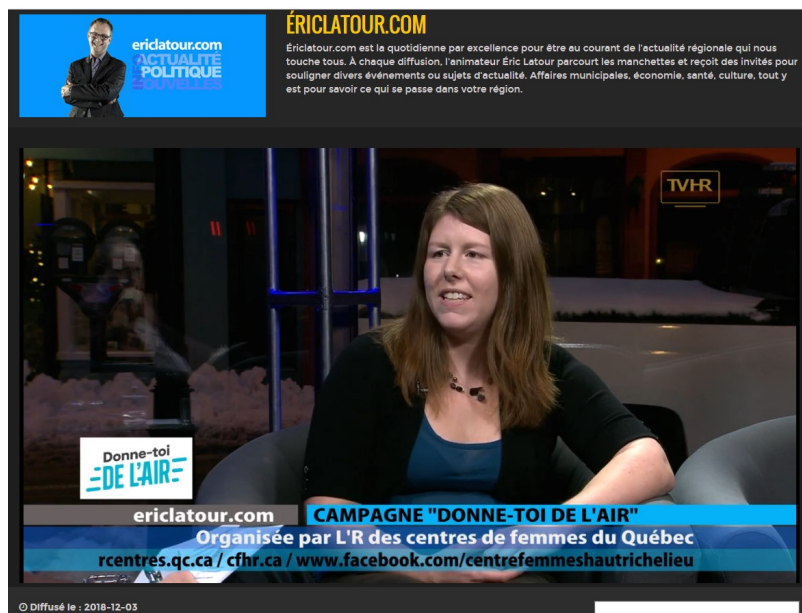 ericlatour.com
ACTUALITÉ
POLITIQUE
NOUVELLES
INFO
ÉRICLATOUR.COM
Ériclatour.com est la quotidienne par excellence pour être au courant de l'actualité régionale qui nous
touche tous. À chaque diffusion, l'animateur Éric Latour parcourt les manchettes et reçoit des invités pour
souligner divers événements ou sujets d'actualité. Affaires municipales, économie, santé, culture, tout y
est pour savoir ce qui se passe dans votre région.
TVHR
Donne-toi
DE L'AIR
ericlatour.com
CAMPAGNE "DONNE-TOI DE L'AIR"
Organisée par L'R des centres de femmes du Québec
rcentres.qc.ca / cfhr.ca / www.facebook.com/centrefemmeshautrichelieu
Diffusé le : 2018-12-03